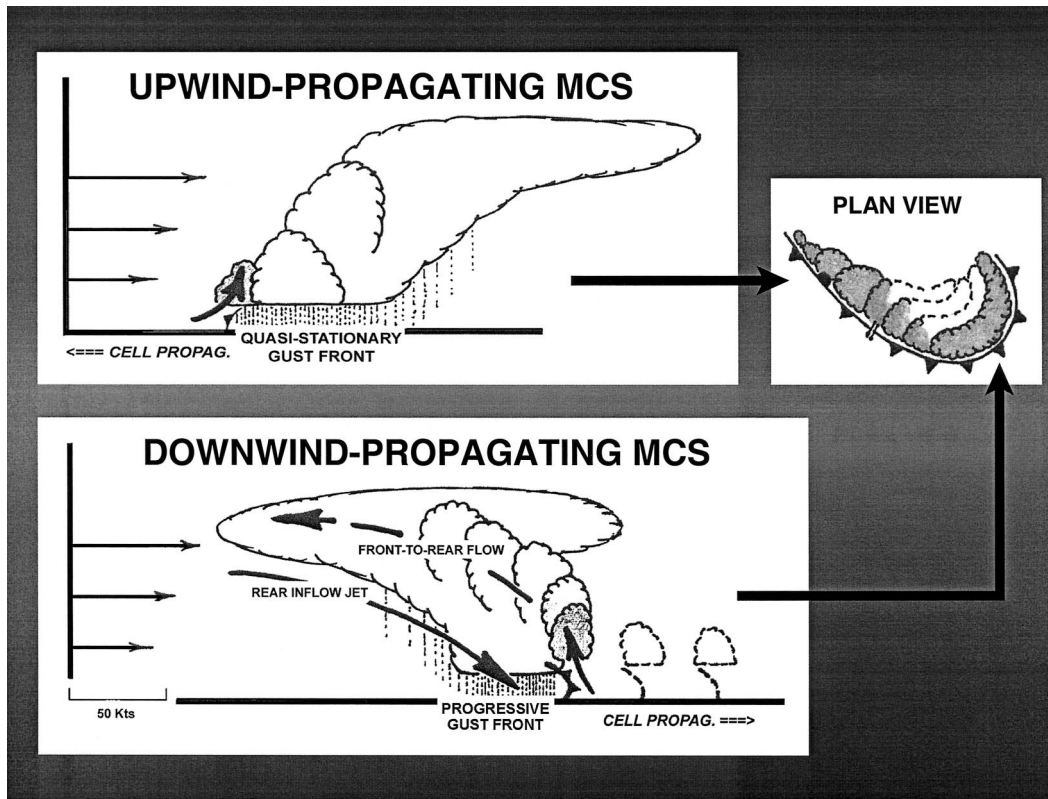 UPWIND-PROPAGATING MCS
QUASI-STATIONARY
GUST FRONT
<=== CELL PROPAG.
PLAN VIEW
DOWNWIND-PROPAGATING MCS
FRONT-TO-REAR FLOW
REAR INFLOW JET
50 Kts
PROGRESSIVE
GUST FRONT
CELL PROPAG. ===>